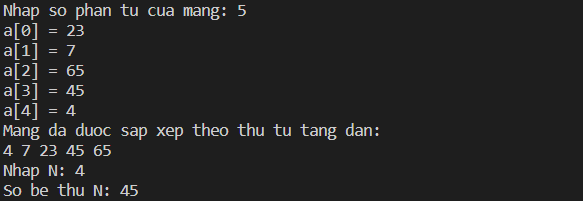 Nhap so phan tu cua mang: 5
a[0] = 23
a[1] = 7
a[2] = 65
a[3] = 45
a[4] = 4
Mang da duoc sap xep theo thu tu tang dan:
4 7 23 45 65
Nhap N: 4
So be thu N: 45